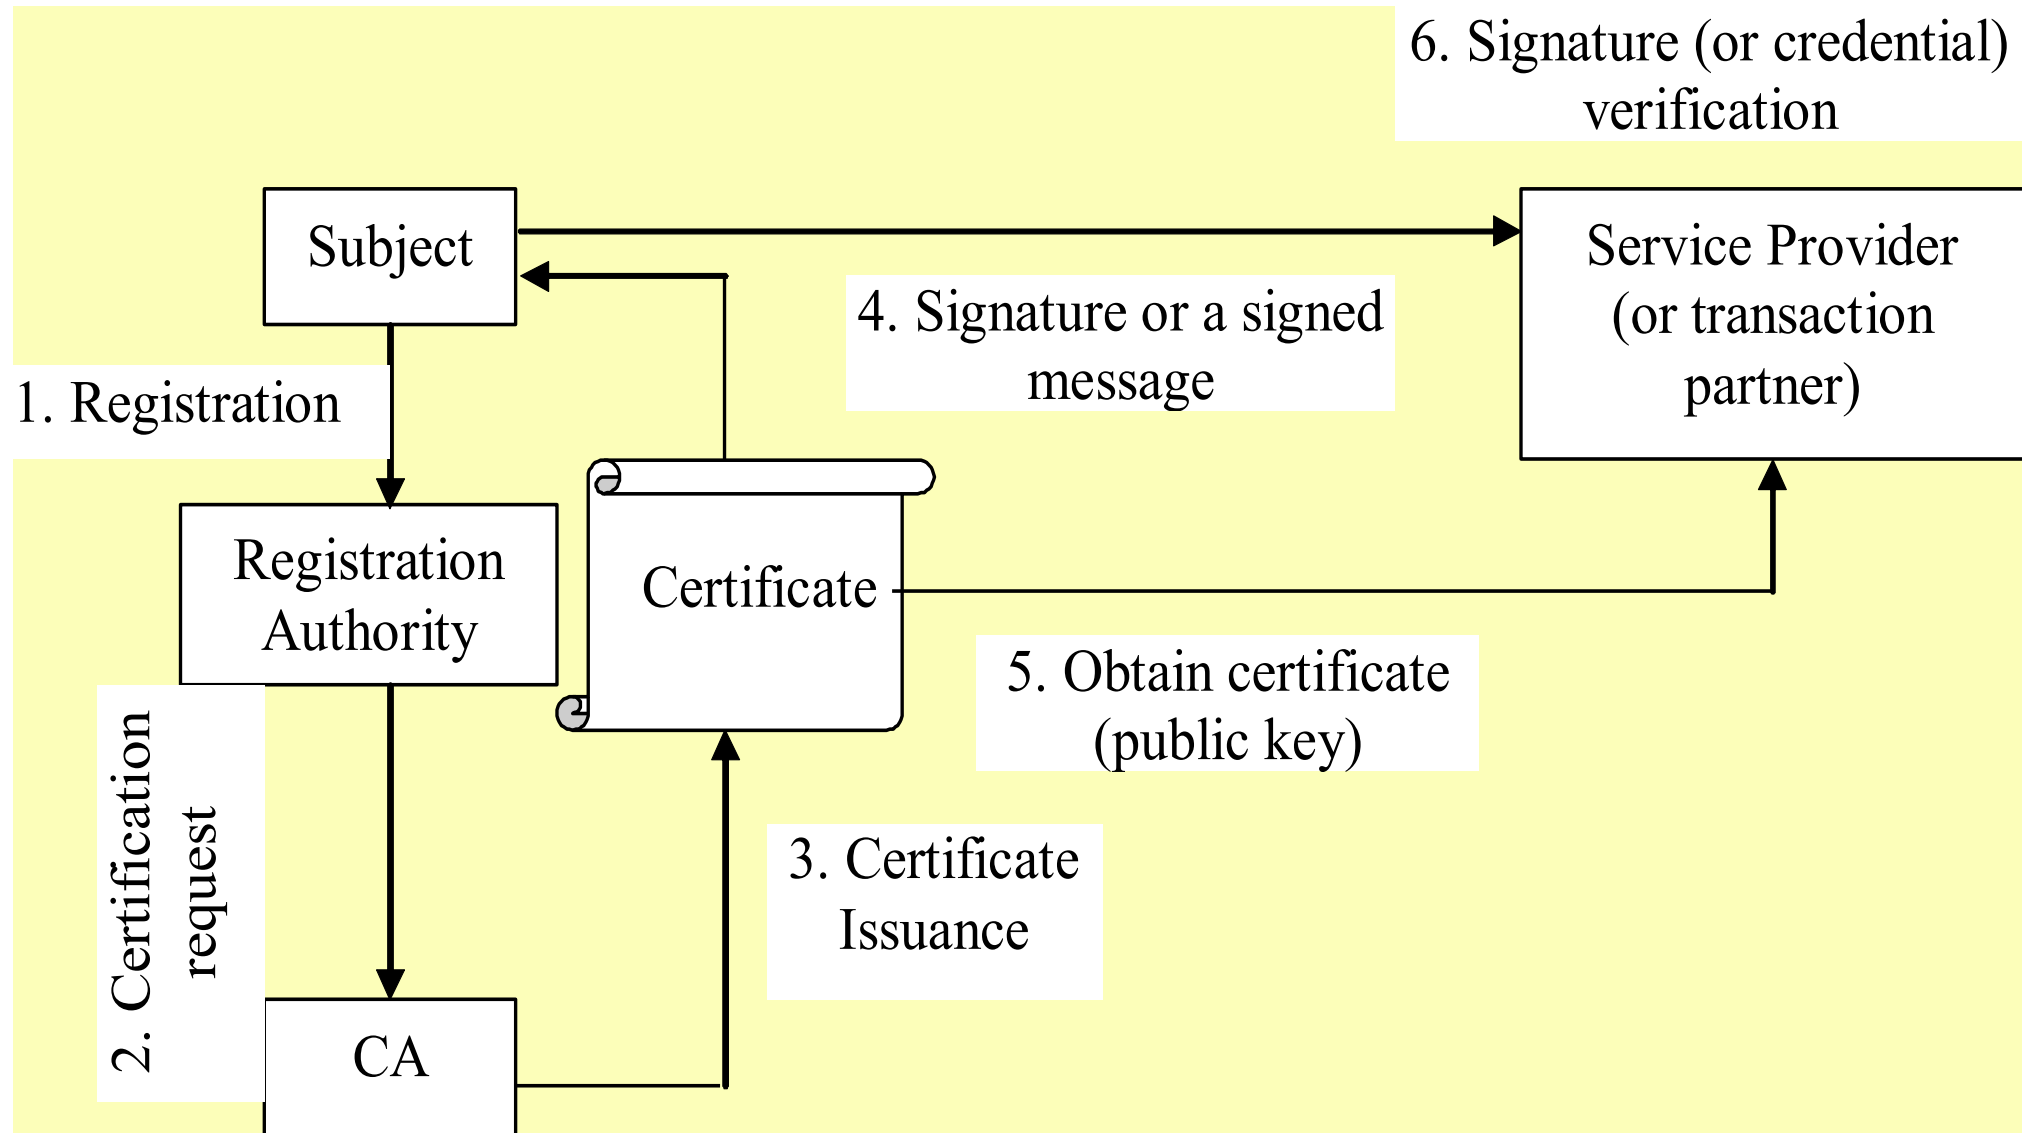 6. Signature (or credential)
verification
Subject
Service Provider
(or transaction
partner)
4. Signature or a signed
message
1. Registration
Registration
Authority
Certificate
5. Obtain certificate
(public key)
2. Certification
request
3. Certificate
Issuance
CA